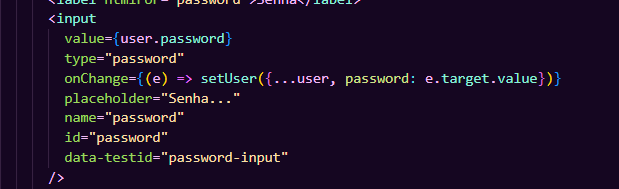 <label htmlFor="password">Senha</label>
<input
value={user.password}
type="password"
onChange={(e) => setUser({...user, password: e.target.value})}
placeholder="Senha..."
name="password"
id="password"
data-testid="password-input"
/>